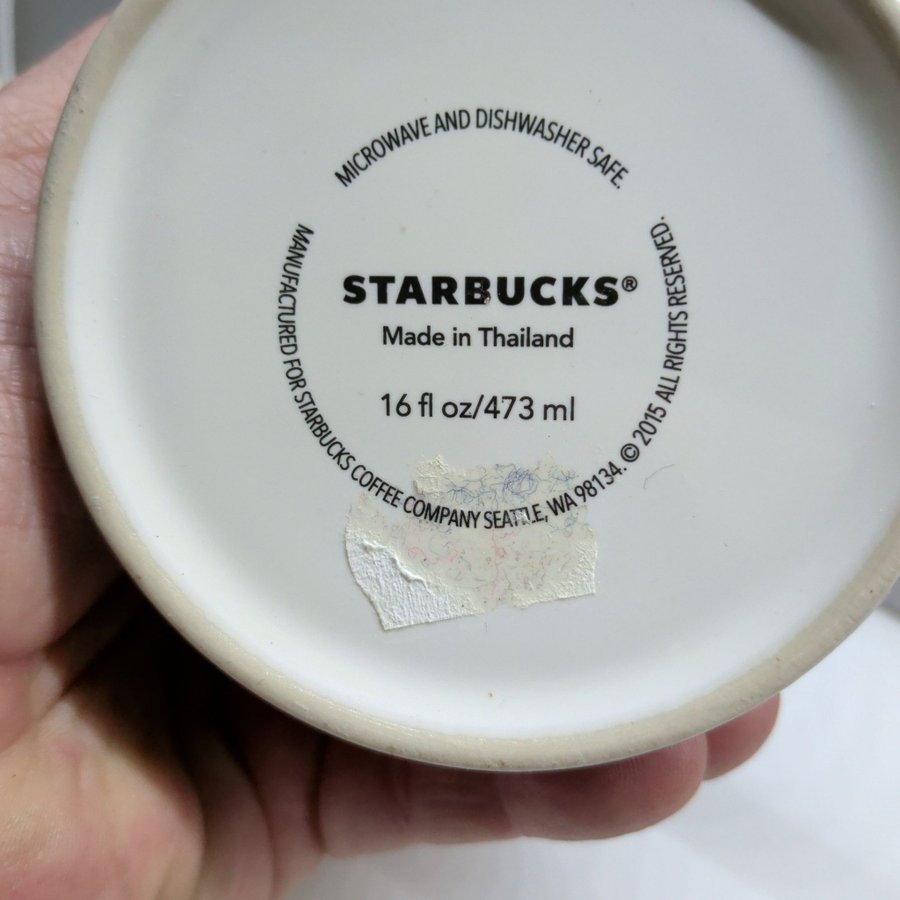 MICROWAVE AND DISHWASHER SAFE.
STARBUCKS®
Made in Thailand
16 fl oz/473 ml
MANUFACTURED FOR STARBUCKS COFFEE COMPANY SEATTLE, WA 98134. © 2015 ALL RIGHTS RESERVED.